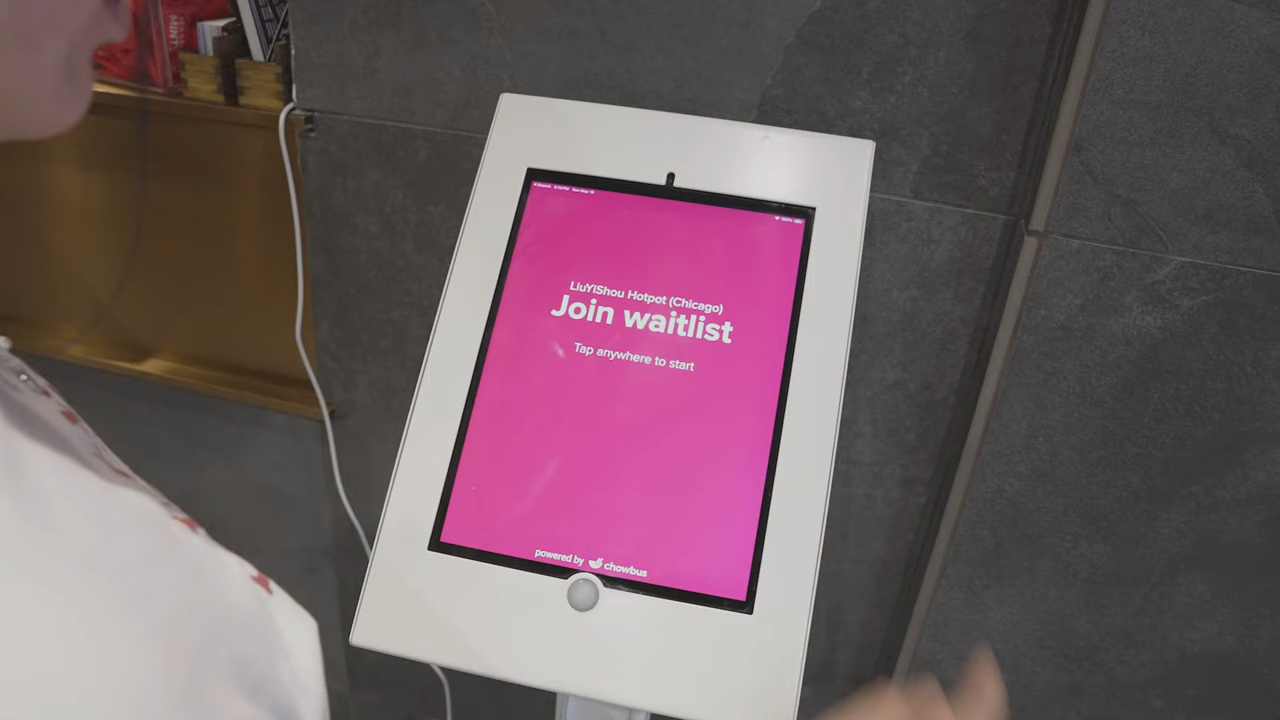 LiuYiShou Hotpot (Chicago)
Join waitlist
Tap anywhere to start
powered by chowbus